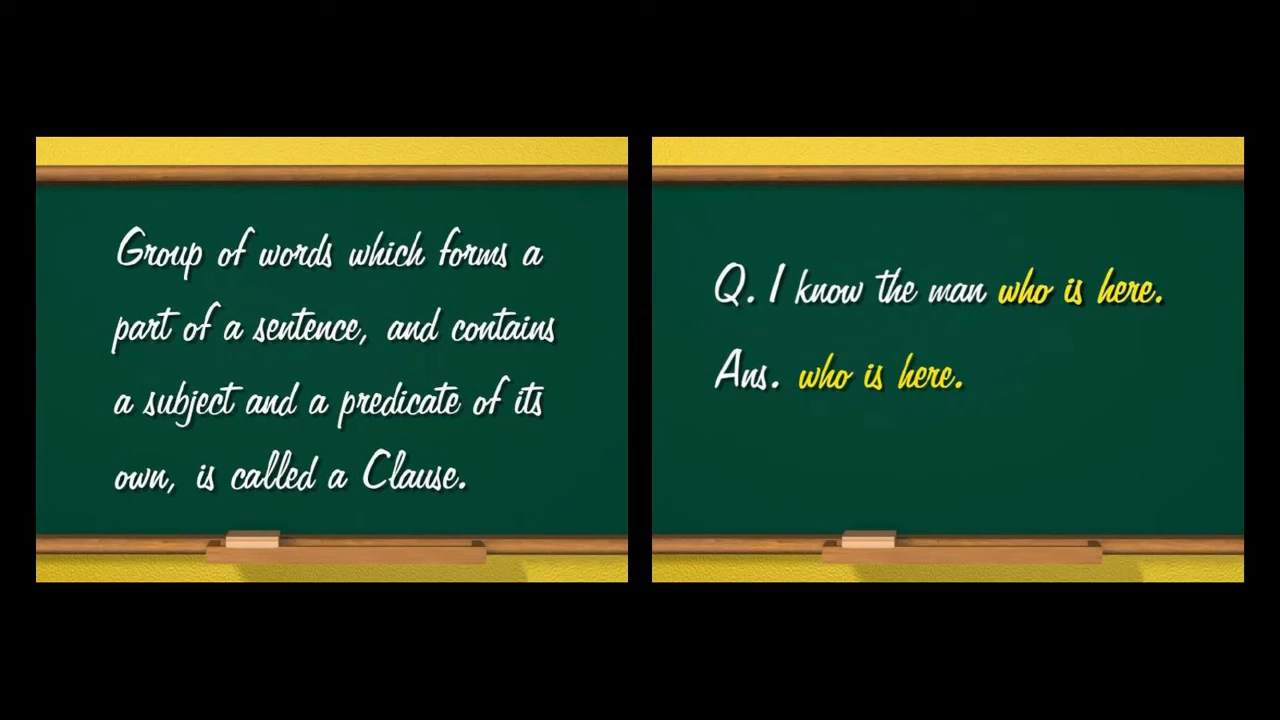 Group of words which forms a
part of a sentence, and contains
a subject and a predicate of its
own, is called a Clause.
Q. I know the man who is here.
Ans. who is here.